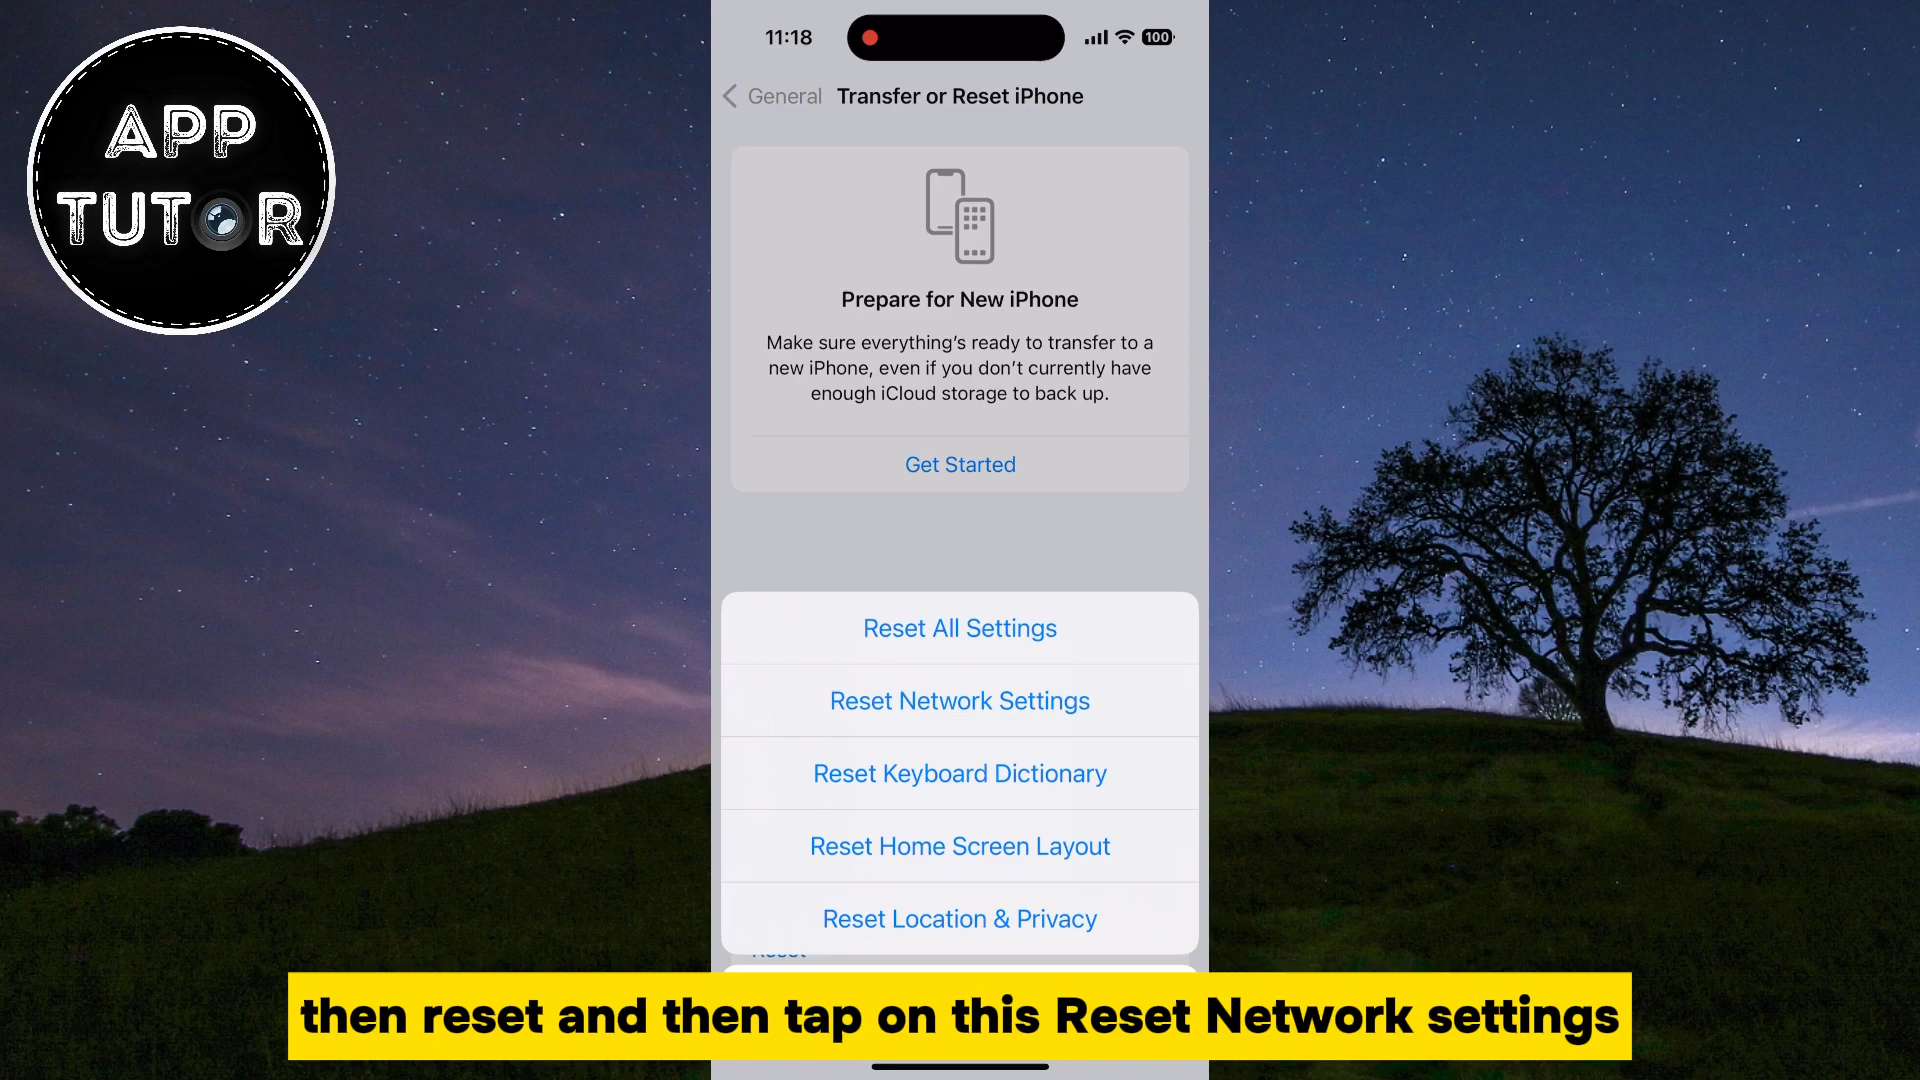 APP
TUTOR
11:18
100
General
Transfer or Reset iPhone
Prepare for New iPhone
Make sure everything's ready to transfer to a
new iPhone, even if you don't currently have
enough iCloud storage to back up.
Get Started
Reset All Settings
Reset Network Settings
Reset Keyboard Dictionary
Reset Home Screen Layout
Reset Location & Privacy
Reset
then reset and then tap on this Reset Network settings